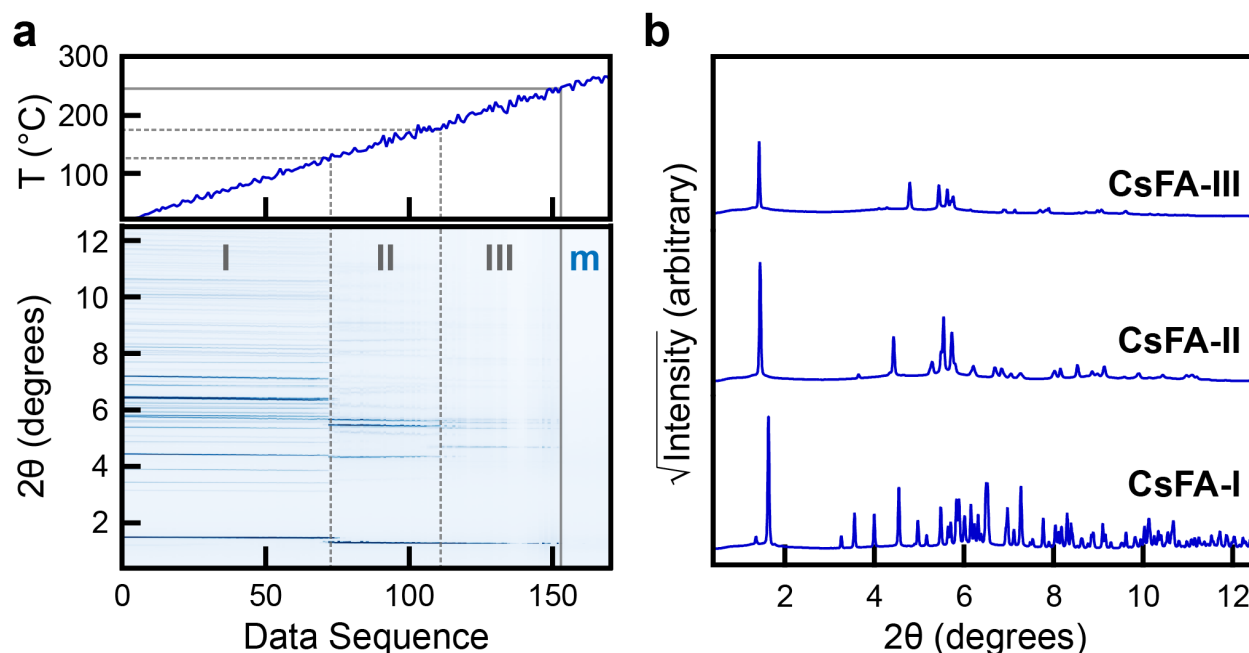 a
300
200
100
T (°C)
I
II
III
m
12
10
8
6
4
2
2θ (degrees)
0
50
100
150
Data Sequence
b
CsFA-III
CsFA-II
CsFA-I
√Intensity (arbitrary)
2
4
6
8
10
12
2θ (degrees)